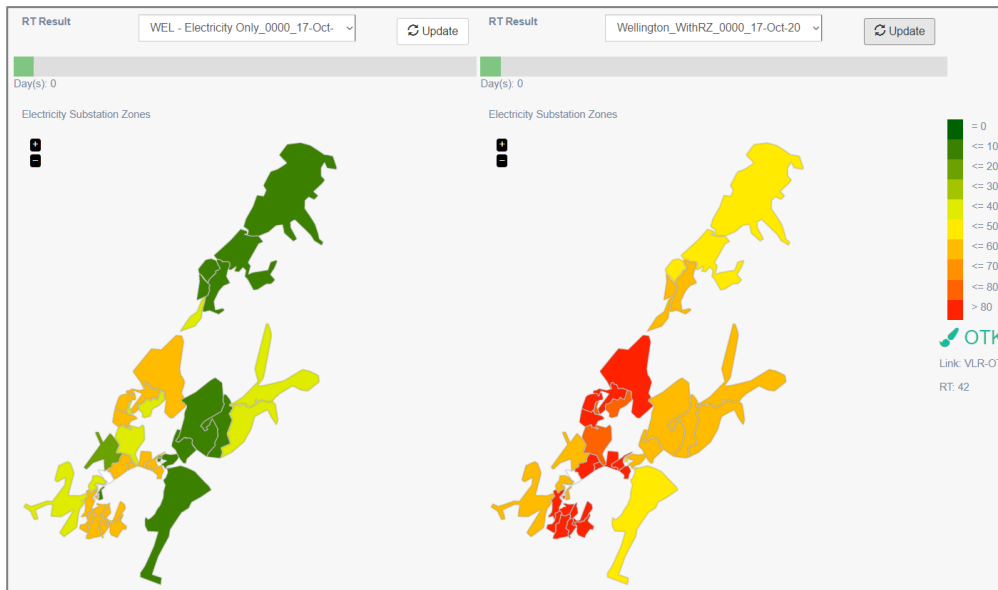 RT Result
WEL - Electricity Only_0000_17-Oct-
Update
RT Result
Wellington_WithRZ_0000_17-Oct-20
Update
Day(s): 0
Day(s): 0
Electricity Substation Zones
Electricity Substation Zones
+
−
+
−
= 0
<= 10
<= 20
<= 30
<= 40
<= 50
<= 60
<= 70
<= 80
> 80
OTK
Link: VLR-OT
RT: 42